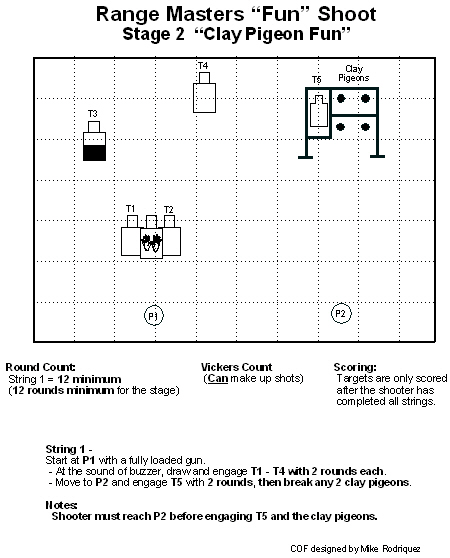 Range Masters “Fun” Shoot
Stage 2 “Clay Pigeon Fun”
T4
Clay
Pigeons
T5
T3
T1 T2
P1
P2
Round Count:
String 1 = 12 minimum
(12 rounds minimum for the stage)
Vickers Count
(Can make up shots)
Scoring:
Targets are only scored
after the shooter has
completed all strings.
String 1 -
Start at P1 with a fully loaded gun.
- At the sound of buzzer, draw and engage T1 - T4 with 2 rounds each.
- Move to P2 and engage T5 with 2 rounds, then break any 2 clay pigeons.
Notes:
Shooter must reach P2 before engaging T5 and the clay pigeons.
COF designed by Mike Rodriquez